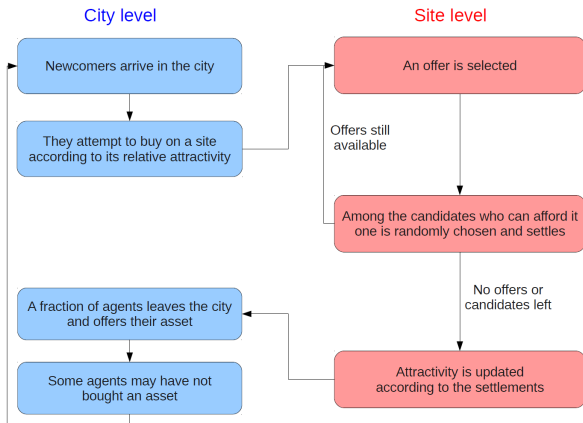 City level
Site level
Newcomers arrive in the city
An offer is selected
They attempt to buy on a site
according to its relative attractivity
Offers still
available
Among the candidates who can afford it
one is randomly chosen and settles
No offers or
candidates left
A fraction of agents leaves the city
and offers their asset
Attractivity is updated
according to the settlements
Some agents may have not
bought an asset